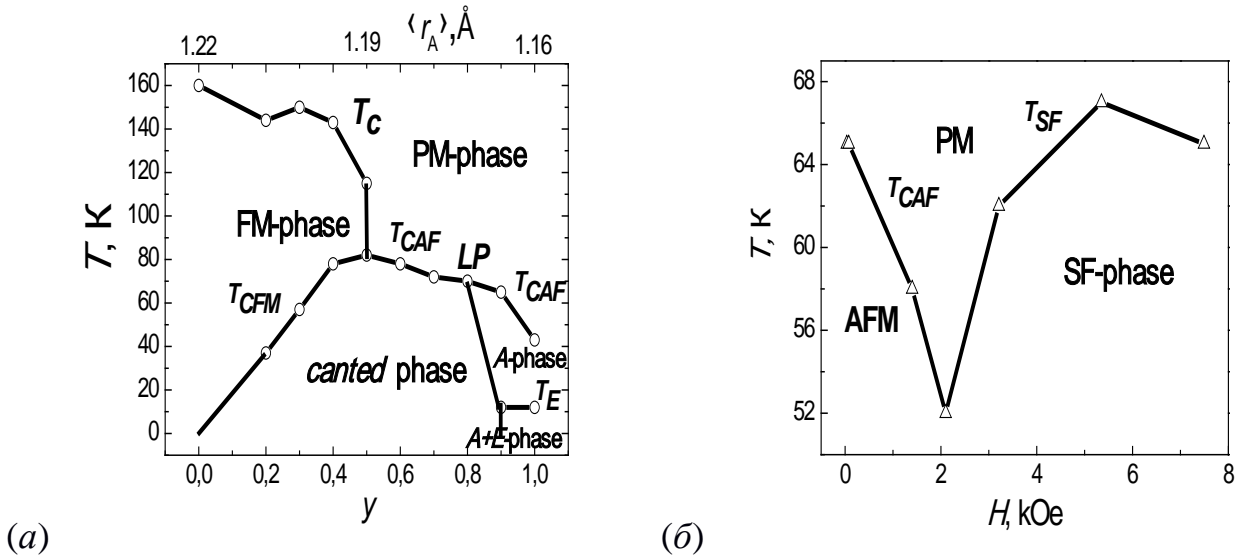 ⟨r_A⟩,Å
1.22 1.19 1.16
160
140
120
100
80
60
40
20
0
T, K
T_C
PM-phase
FM-phase
T_CAF
LP
T_CFM
T_CAF
canted phase
A-phase
T_E
A+E-phase
0,0 0,2 0,4 0,6 0,8 1,0
y
(а)
68
64
60
56
52
T, K
T_SF
PM
T_CAF
SF-phase
AFM
0 2 4 6 8
H, kOe
(б)